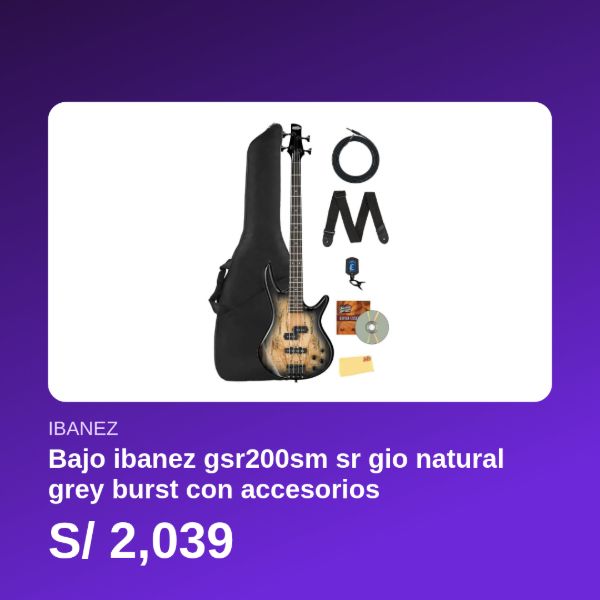 IBANEZ
Bajo ibanez gsr200sm sr gio natural
grey burst con accesorios
S/ 2,039